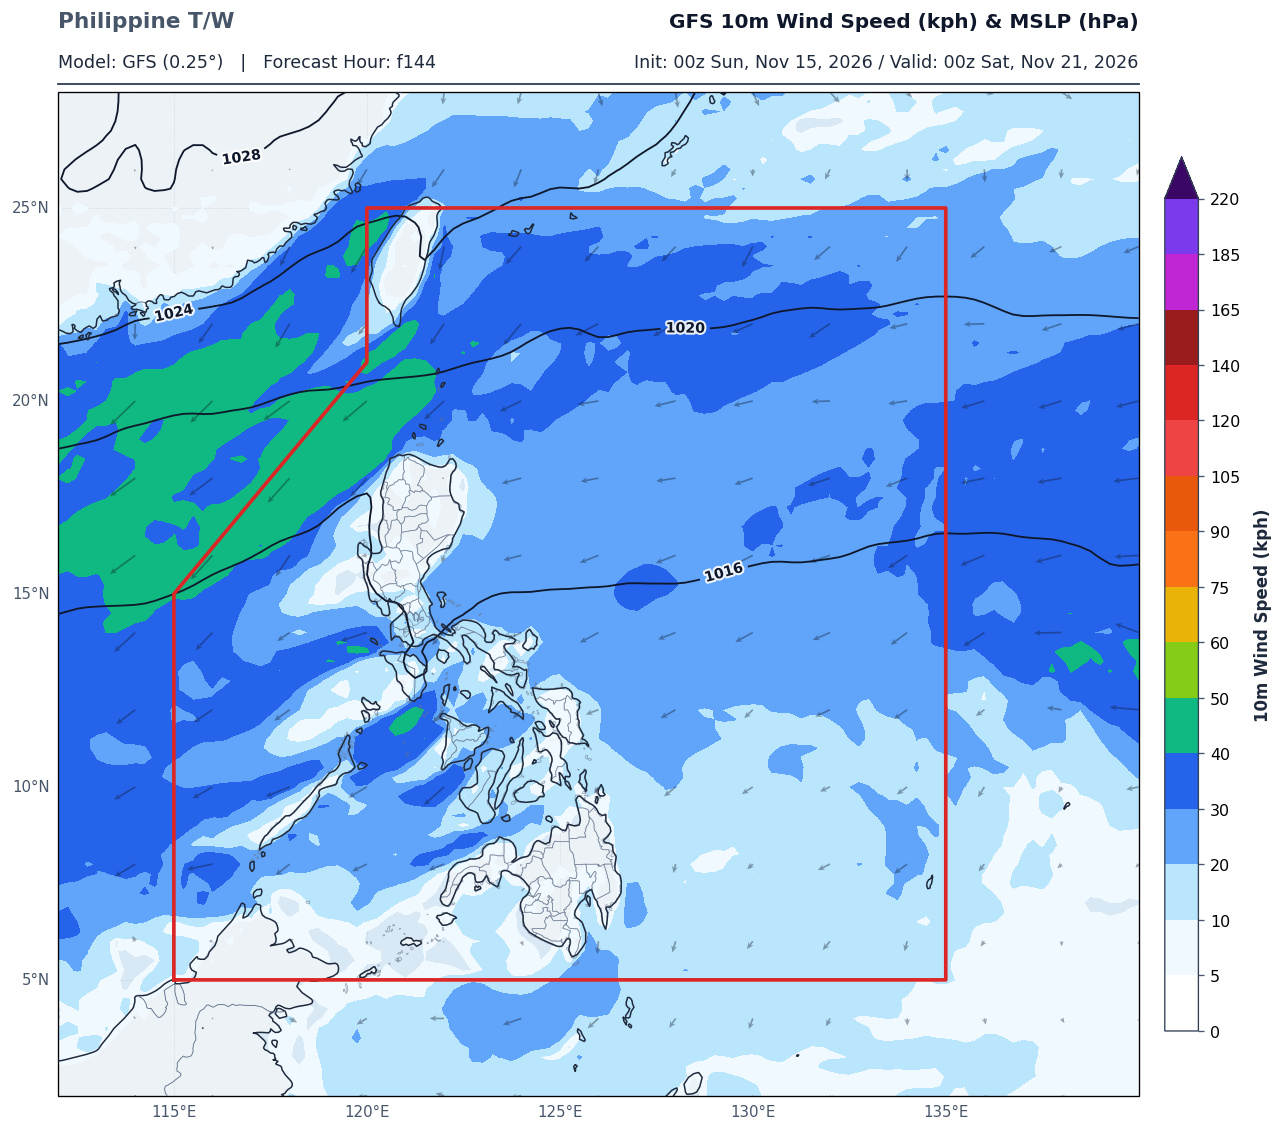 Philippine T/W
GFS 10m Wind Speed (kph) & MSLP (hPa)
Model: GFS (0.25°)   |   Forecast Hour: f144
Init: 00z Sun, Nov 15, 2026 / Valid: 00z Sat, Nov 21, 2026
1028
1024
1020
1016
25°N
20°N
15°N
10°N
5°N
115°E
120°E
125°E
130°E
135°E
220
185
165
140
120
105
90
75
60
50
40
30
20
10
5
0
10m Wind Speed (kph)